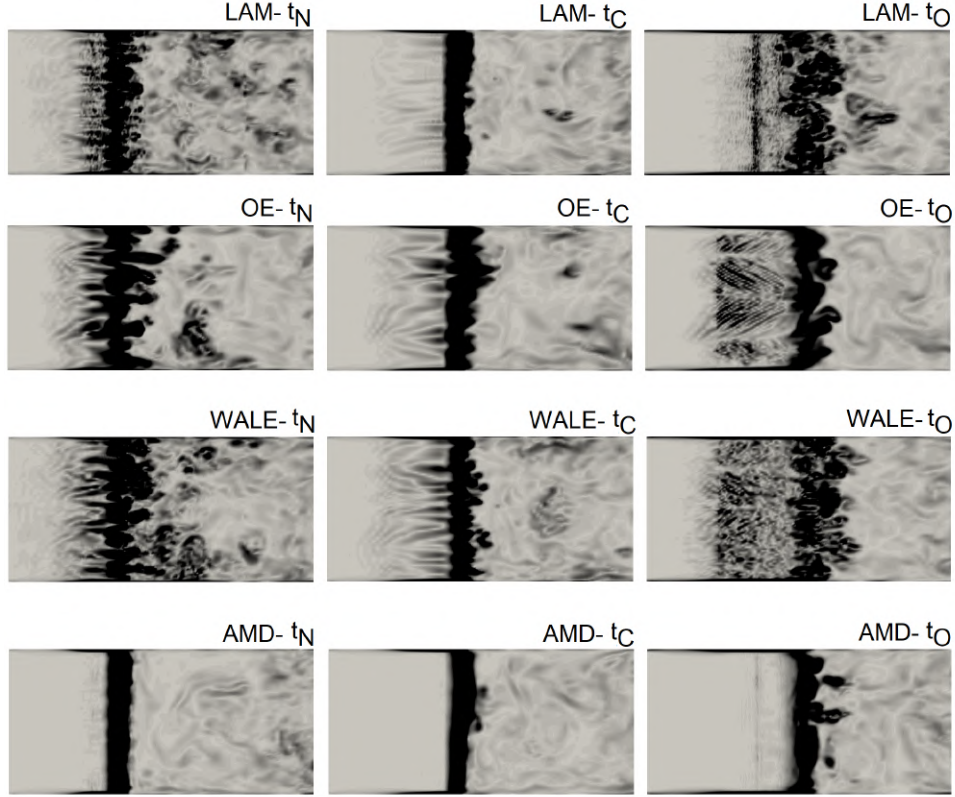 LAM- tN
LAM- tC
LAM- tO
OE- tN
OE- tC
OE- tO
WALE- tN
WALE- tC
WALE- tO
AMD- tN
AMD- tC
AMD- tO